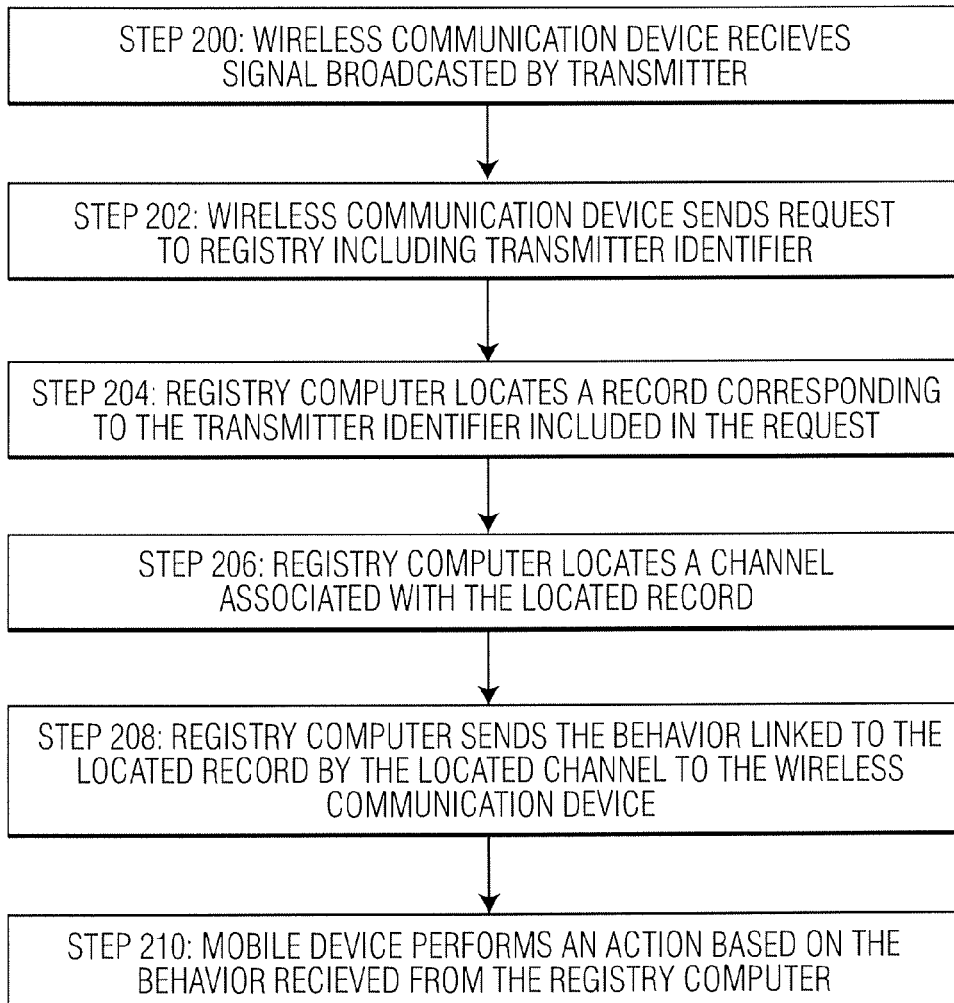 STEP 200: WIRELESS COMMUNICATION DEVICE RECIEVES
SIGNAL BROADCASTED BY TRANSMITTER
STEP 202: WIRELESS COMMUNICATION DEVICE SENDS REQUEST
TO REGISTRY INCLUDING TRANSMITTER IDENTIFIER
STEP 204: REGISTRY COMPUTER LOCATES A RECORD CORRESPONDING
TO THE TRANSMITTER IDENTIFIER INCLUDED IN THE REQUEST
STEP 206: REGISTRY COMPUTER LOCATES A CHANNEL
ASSOCIATED WITH THE LOCATED RECORD
STEP 208: REGISTRY COMPUTER SENDS THE BEHAVIOR LINKED TO THE
LOCATED RECORD BY THE LOCATED CHANNEL TO THE WIRELESS
COMMUNICATION DEVICE
STEP 210: MOBILE DEVICE PERFORMS AN ACTION BASED ON THE
BEHAVIOR RECIEVED FROM THE REGISTRY COMPUTER